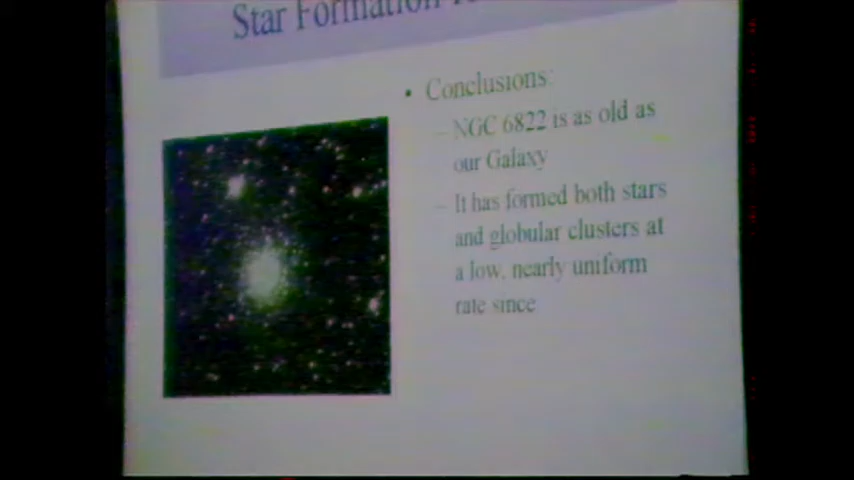 Star Formation
• Conclusions:
– NGC 6822 is as old as
our Galaxy
– It has formed both stars
and globular clusters at
a low, nearly uniform
rate since